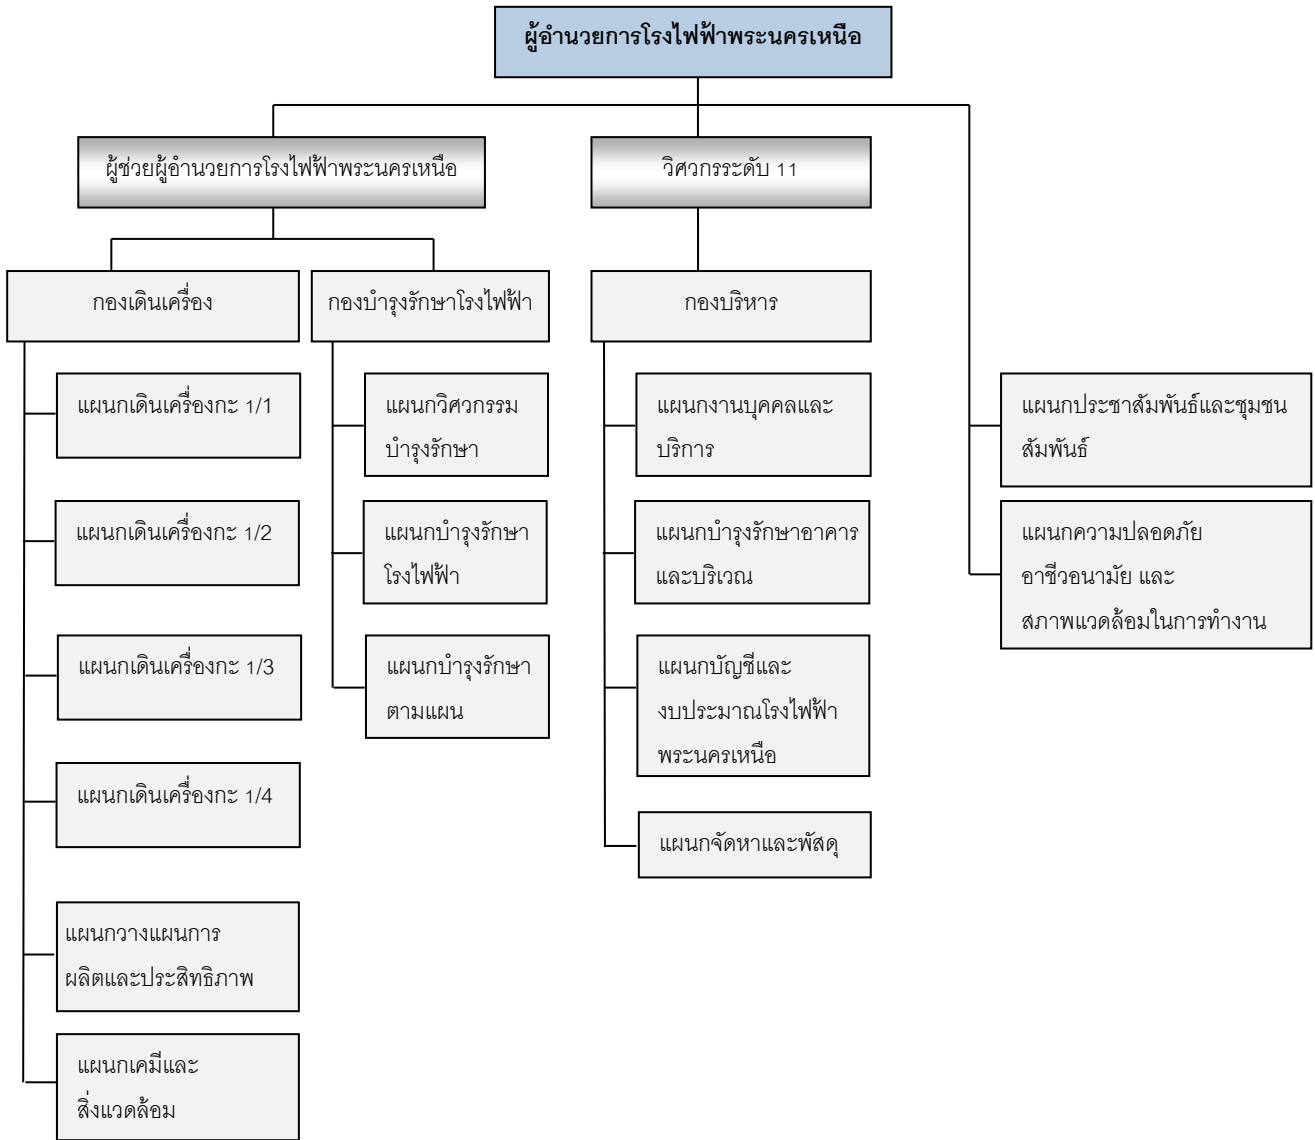 ผู้อำนวยการโรงไฟฟ้าพระนครเหนือ
ผู้ช่วยผู้อำนวยการโรงไฟฟ้าพระนครเหนือ
วิศวกรระดับ 11
กองเดินเครื่อง
กองบำรุงรักษาโรงไฟฟ้า
กองบริหาร
แผนกเดินเครื่องกะ 1/1
แผนกเดินเครื่องกะ 1/2
แผนกเดินเครื่องกะ 1/3
แผนกเดินเครื่องกะ 1/4
แผนกวางแผนการ
ผลิตและประสิทธิภาพ
แผนกเคมีและ
สิ่งแวดล้อม
แผนกวิศวกรรม
บำรุงรักษา
แผนกบำรุงรักษา
โรงไฟฟ้า
แผนกบำรุงรักษา
ตามแผน
แผนกงานบุคคลและ
บริการ
แผนกบำรุงรักษาอาคาร
และบริเวณ
แผนกบัญชีและ
งบประมาณโรงไฟฟ้า
พระนครเหนือ
แผนกจัดหาและพัสดุ
แผนกประชาสัมพันธ์และชุมชน
สัมพันธ์
แผนกความปลอดภัย
อาชีวอนามัย และ
สภาพแวดล้อมในการทำงาน